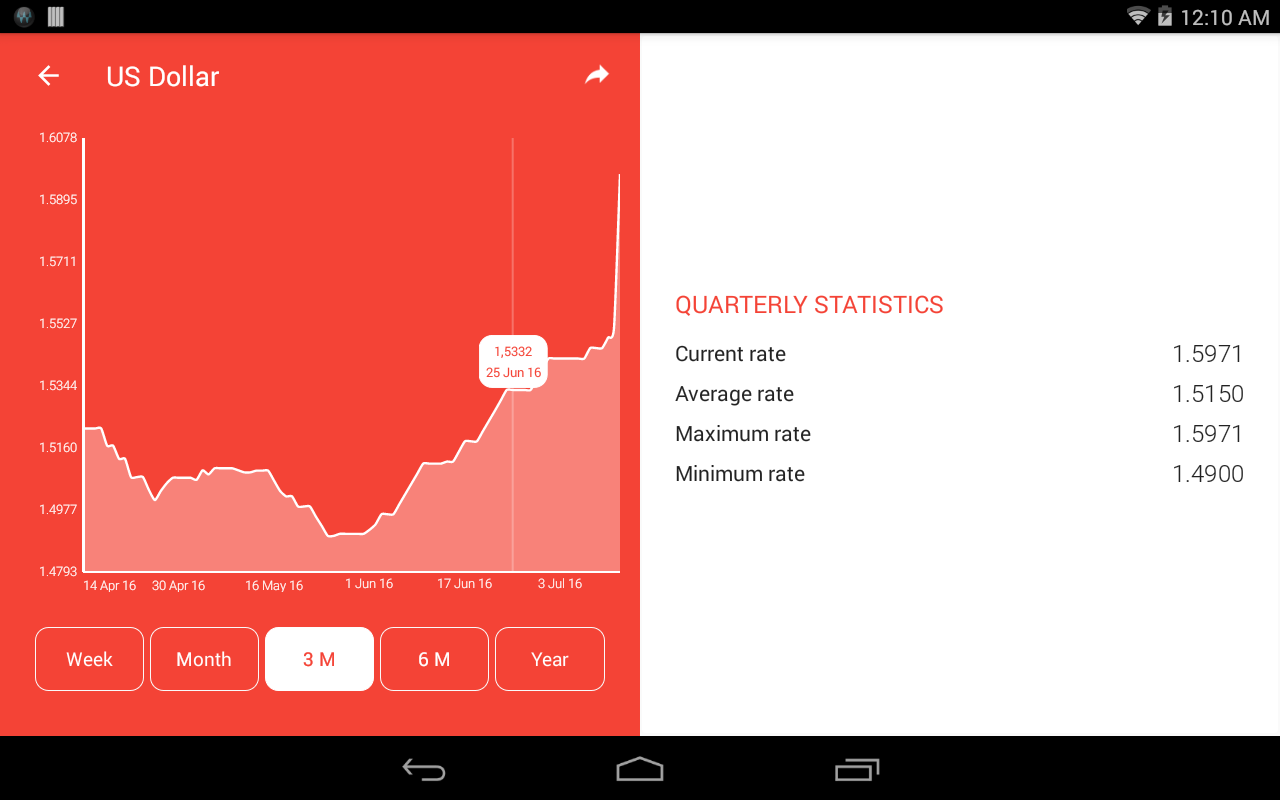 12:10 AM
US Dollar
1.6078
1.5895
1.5711
1.5527
1.5344
1.5160
1.4977
1.4793
1,5332
25 Jun 16
14 Apr 16 30 Apr 16 16 May 16 1 Jun 16 17 Jun 16 3 Jul 16
Week Month 3 M 6 M Year
QUARTERLY STATISTICS
Current rate 1.5971
Average rate 1.5150
Maximum rate 1.5971
Minimum rate 1.4900